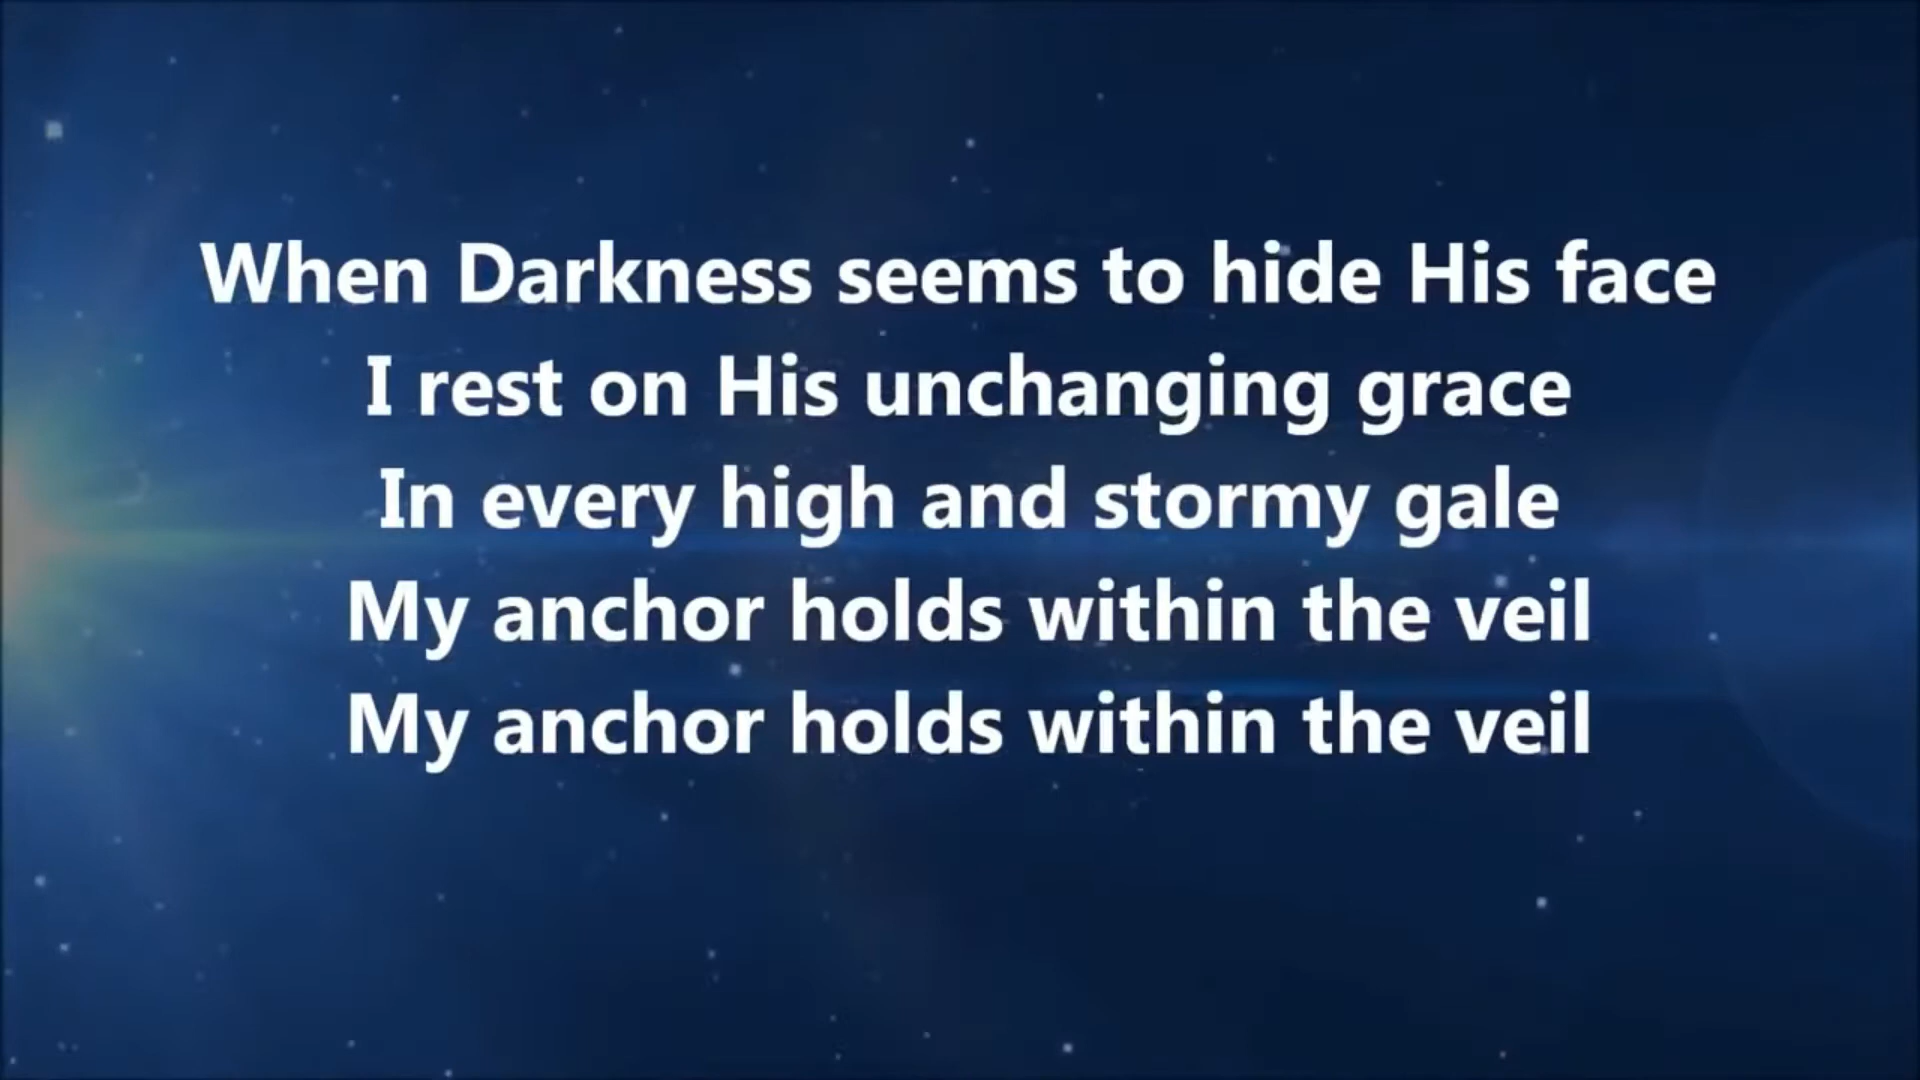 When Darkness seems to hide His face
I rest on His unchanging grace
In every high and stormy gale
My anchor holds within the veil
My anchor holds within the veil